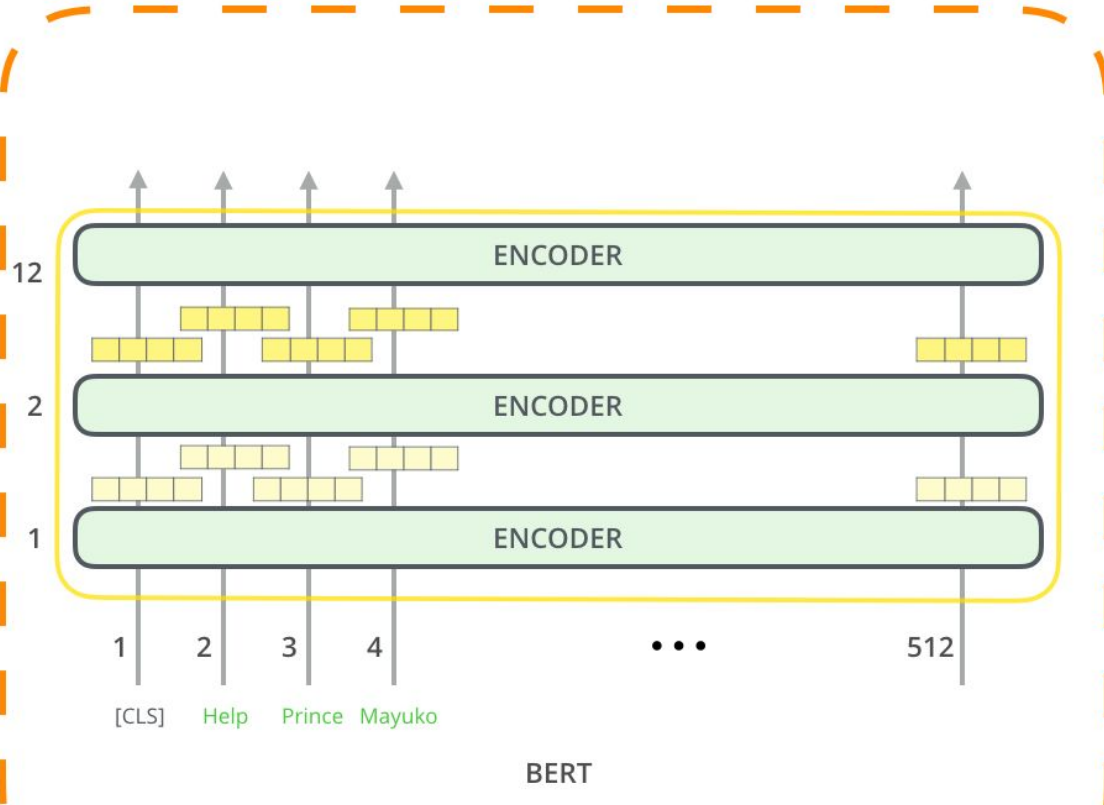 ENCODER
12
ENCODER
2
ENCODER
1
1 2 3 4 ... 512
[CLS] Help Prince Mayuko
BERT